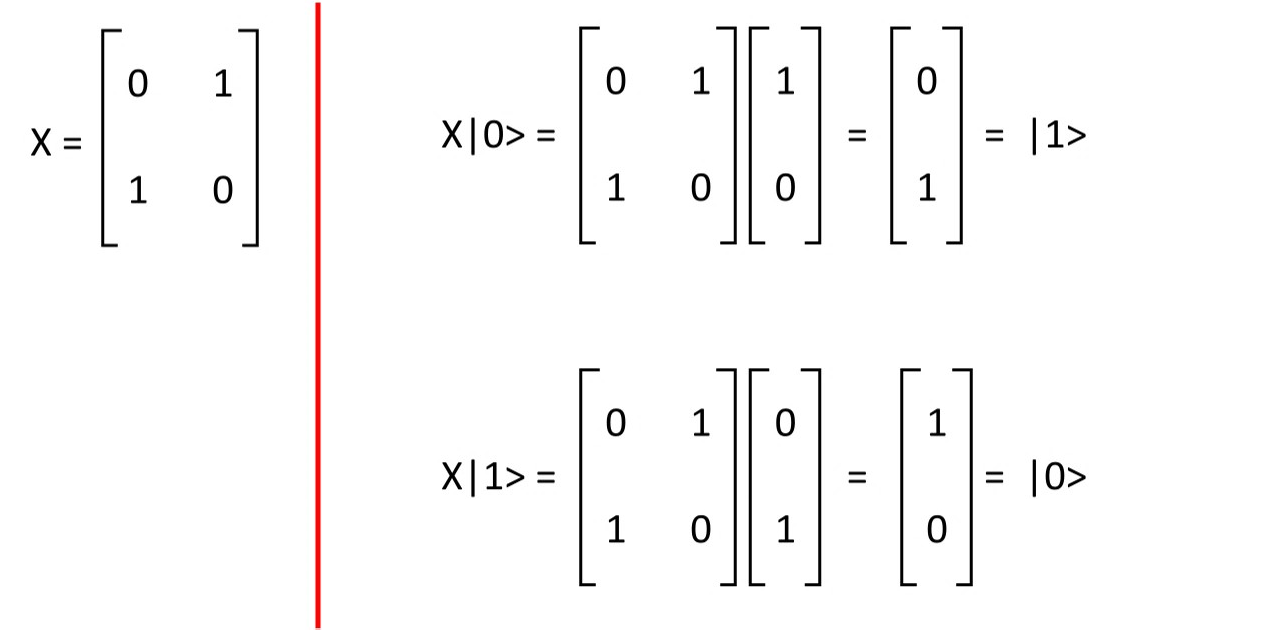 0 1
X =
1 0
0 1 1 0
X|0> = = = |1>
1 0 0 1
0 1 0 1
X|1> = = = |0>
1 0 1 0